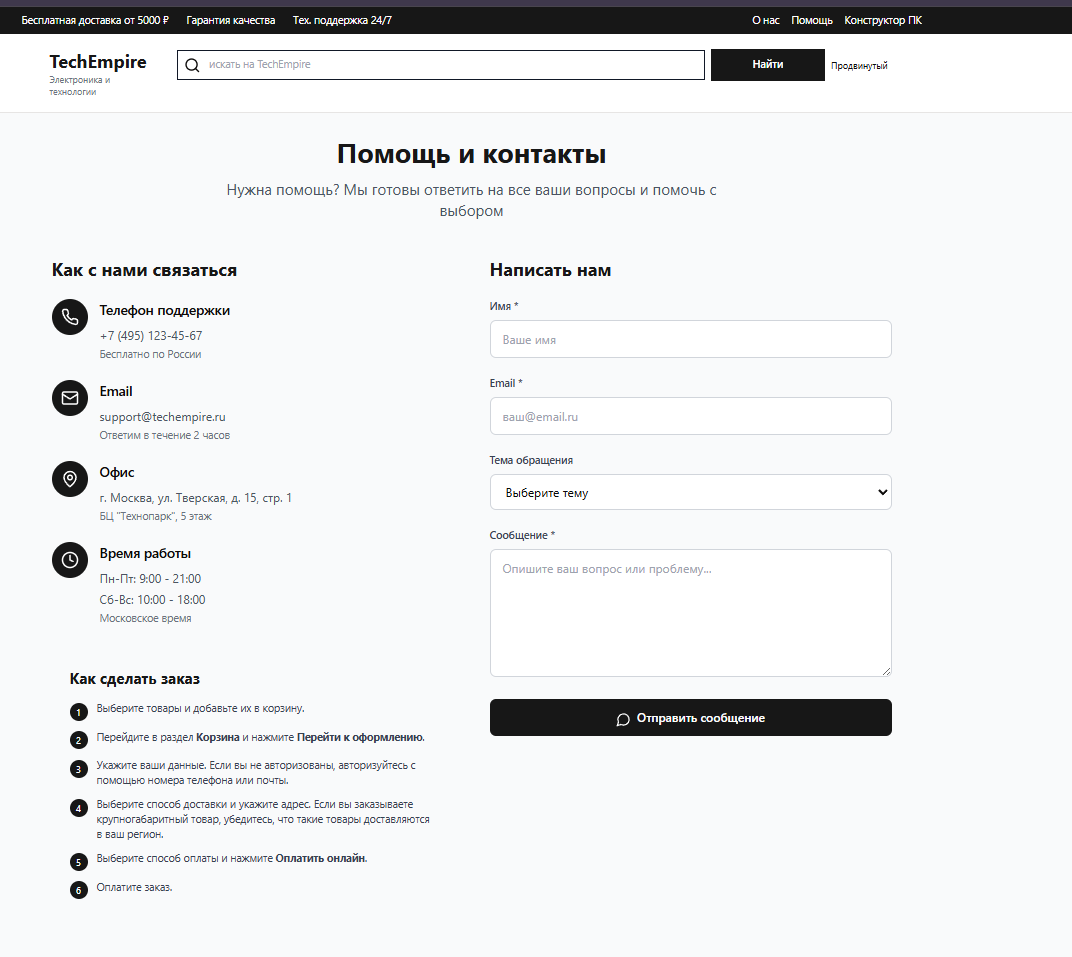 Бесплатная доставка от 5000 ₽ Гарантия качества Тех. поддержка 24/7 О нас Помощь Конструктор ПК
TechEmpire
Электроника и
технологии
искать на TechEmpire
Найти
Продвинутый
Помощь и контакты
Нужна помощь? Мы готовы ответить на все ваши вопросы и помочь с
выбором
Как с нами связаться
Телефон поддержки
+7 (495) 123-45-67
Бесплатно по России
Email
support@techempire.ru
Ответим в течение 2 часов
Офис
г. Москва, ул. Тверская, д. 15, стр. 1
БЦ "Технопарк", 5 этаж
Время работы
Пн-Пт: 9:00 - 21:00
Сб-Вс: 10:00 - 18:00
Московское время
Как сделать заказ
1 Выберите товары и добавьте их в корзину.
2 Перейдите в раздел Корзина и нажмите Перейти к оформлению.
3 Укажите ваши данные. Если вы не авторизованы, авторизуйтесь с
помощью номера телефона или почты.
4 Выберите способ доставки и укажите адрес. Если вы заказываете
крупногабаритный товар, убедитесь, что такие товары доставляются
в ваш регион.
5 Выберите способ оплаты и нажмите Оплатить онлайн.
6 Оплатите заказ.
Написать нам
Имя *
Ваше имя
Email *
ваш@email.ru
Тема обращения
Выберите тему
Сообщение *
Опишите ваш вопрос или проблему...
Отправить сообщение